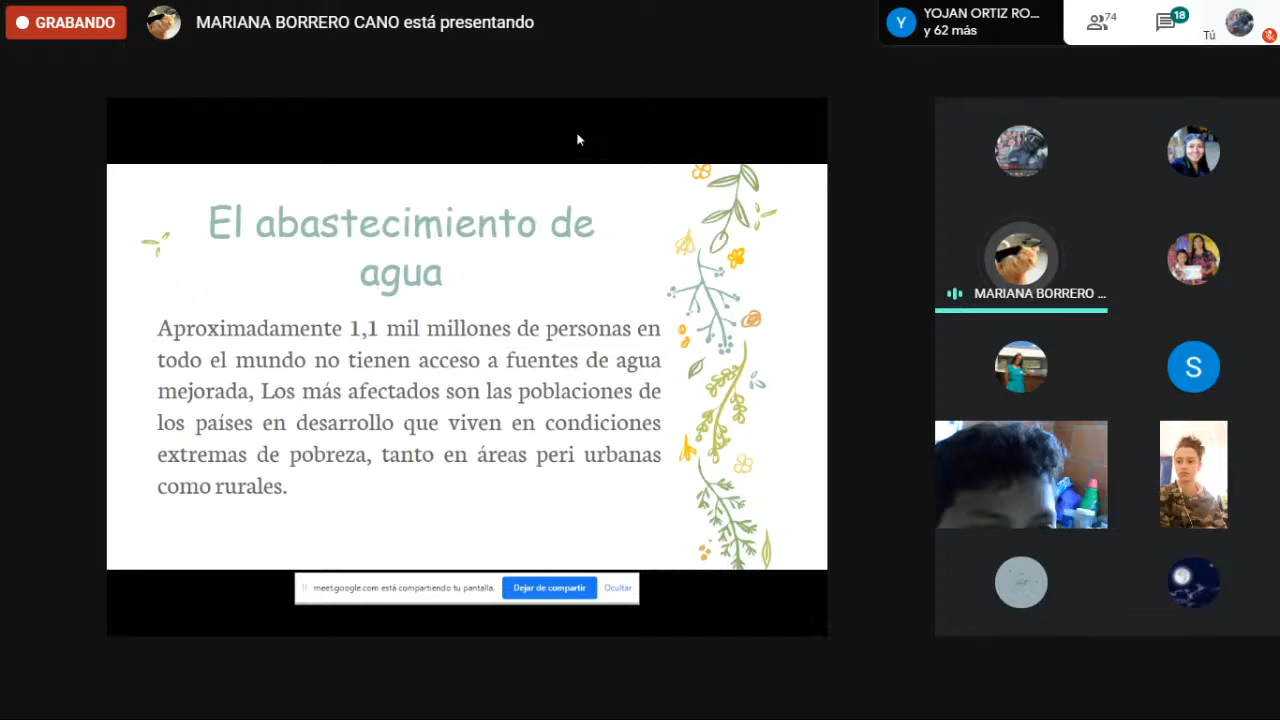 GRABANDO
MARIANA BORRERO CANO está presentando
YOJAN ORTIZ RO...
y 62 más
Y
74
18
Tú
El abastecimiento de
agua
Aproximadamente 1,1 mil millones de personas en
todo el mundo no tienen acceso a fuentes de agua
mejorada, Los más afectados son las poblaciones de
los países en desarrollo que viven en condiciones
extremas de pobreza, tanto en áreas peri urbanas
como rurales.
meet.google.com está compartiendo tu pantalla.
Dejar de compartir
Ocultar
MARIANA BORRERO ...
S